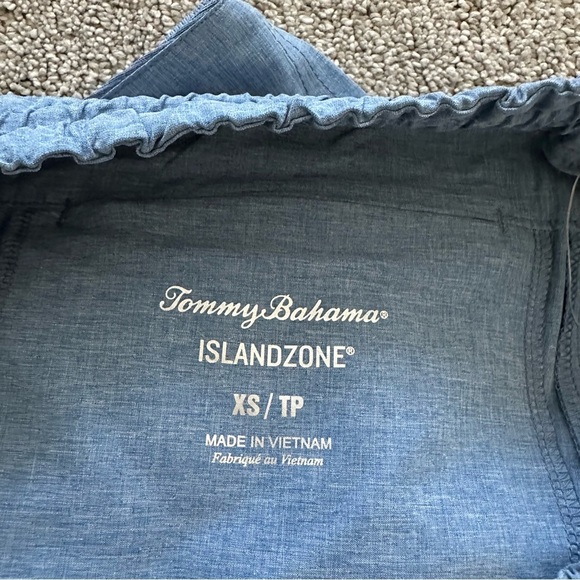 Tommy Bahama®
ISLANDZONE®
XS / TP
MADE IN VIETNAM
Fabriqué au Vietnam